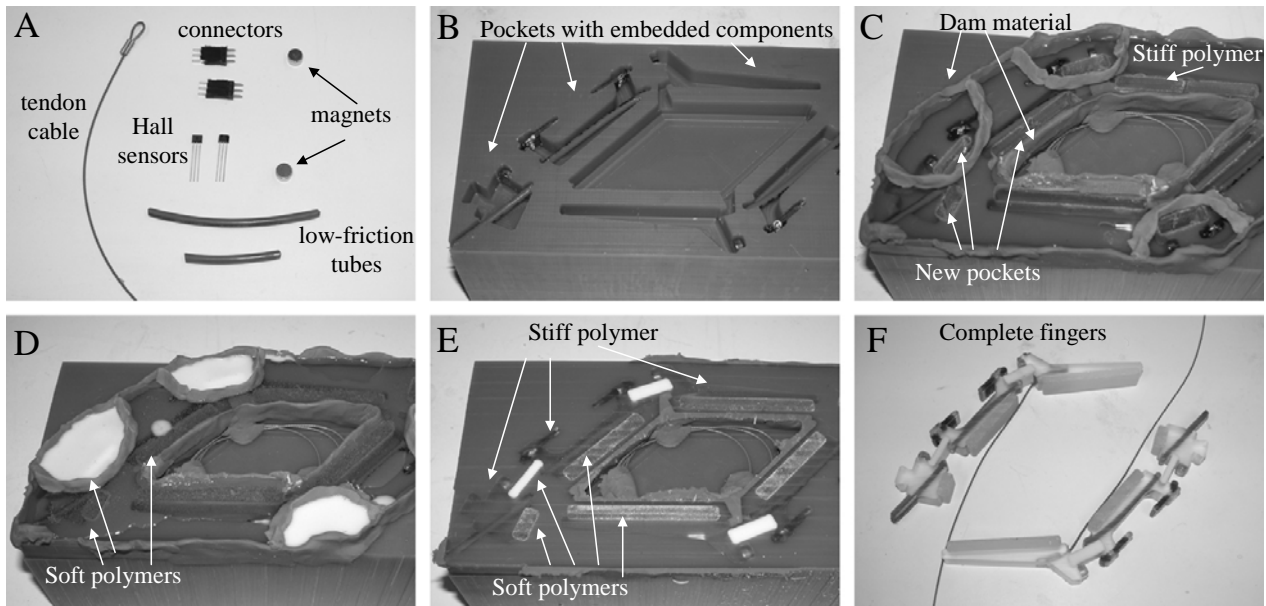 A
connectors
tendon
cable
magnets
Hall
sensors
low-friction
tubes
B
Pockets with embedded components
C
Dam material
Stiff polymer
New pockets
D
Soft polymers
E
Stiff polymer
Soft polymers
F
Complete fingers